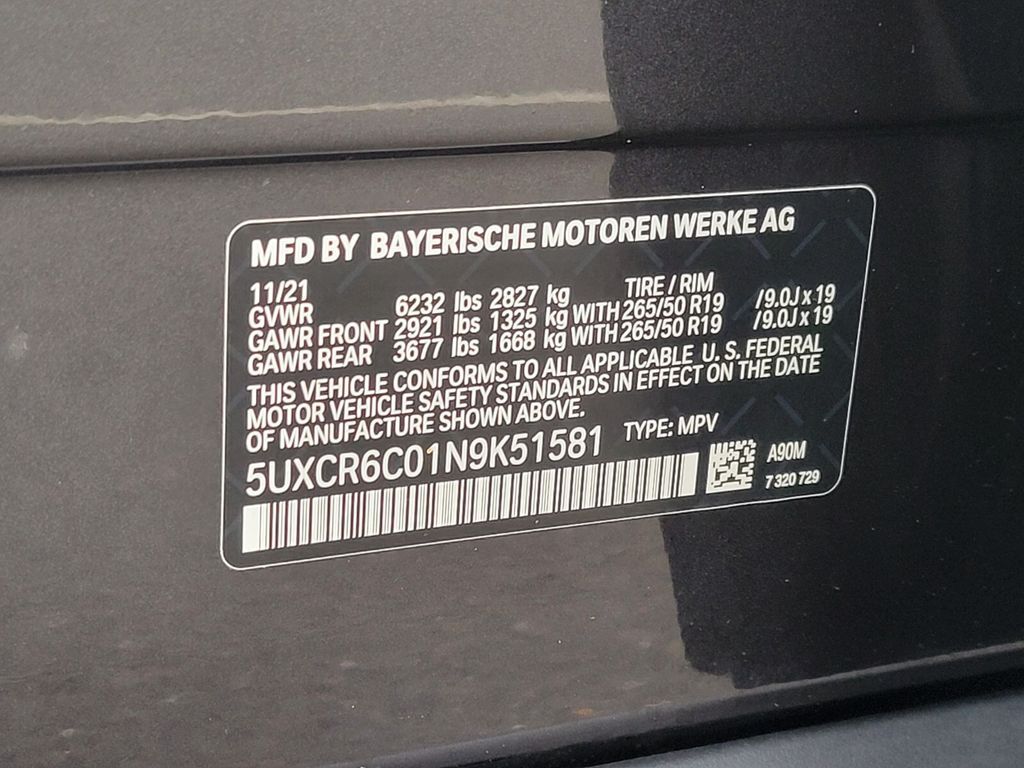 MFD BY BAYERISCHE MOTOREN WERKE AG
11/21 TIRE / RIM
GVWR 6232 lbs 2827 kg
GAWR FRONT 2921 lbs 1325 kg WITH 265/50 R19 /9.0J x 19
GAWR REAR 3677 lbs 1668 kg WITH 265/50 R19 /9.0J x 19
THIS VEHICLE CONFORMS TO ALL APPLICABLE U. S. FEDERAL
MOTOR VEHICLE SAFETY STANDARDS IN EFFECT ON THE DATE
OF MANUFACTURE SHOWN ABOVE.
5UXCR6C01N9K51581 TYPE: MPV
A90M
7 320 729